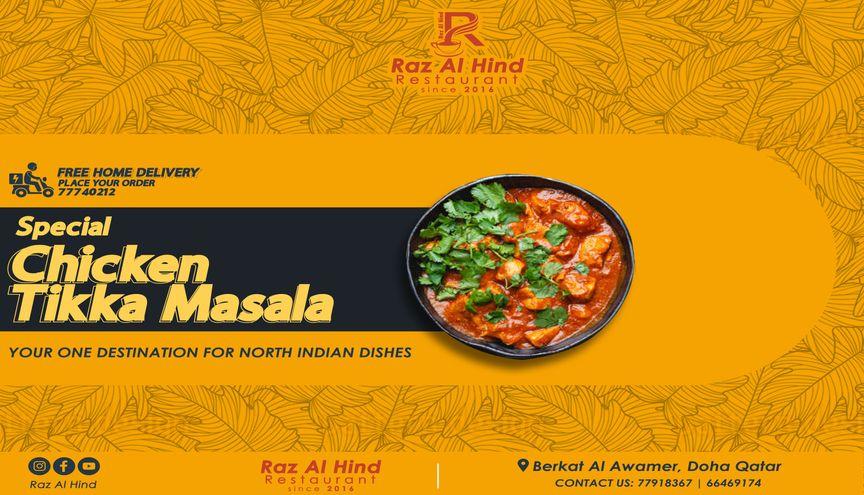 Raz Al Hind
R
Raz Al Hind
Restaurant
since 2016
FREE HOME DELIVERY
PLACE YOUR ORDER
77740212
Special
Chicken
Tikka Masala
YOUR ONE DESTINATION FOR NORTH INDIAN DISHES
Raz Al Hind
Raz Al Hind
Restaurant
since 2016
Berkat Al Awamer, Doha Qatar
CONTACT US: 77918367 | 66469174